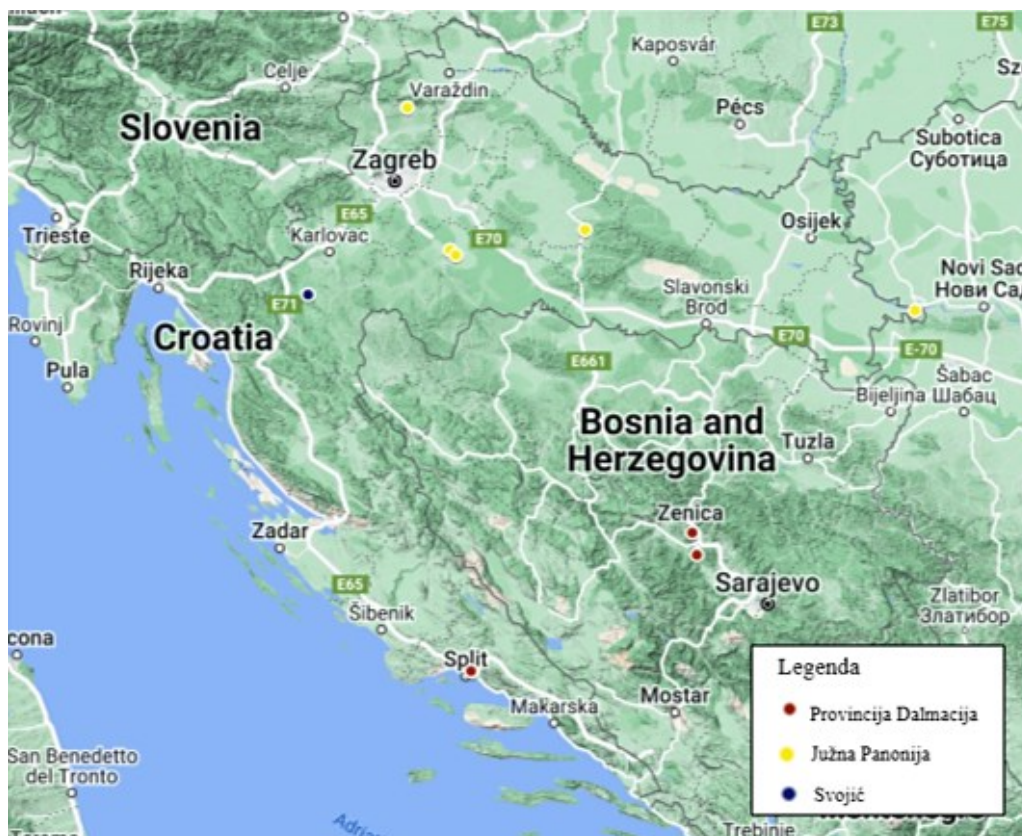 Kaposvár
E73
E75
Celje
Varaždin
Pécs
Slovenia
Subotica
Суботица
Zagreb
E65
Trieste
Karlovac
E70
Osijek
Rijeka
Slavonski
Brod
Novi Sad
Нови Сад
E71
Rovinj
Croatia
E70
E-70
Pula
E661
Šabac
Bijeljina Шабац
Bosnia and
Herzegovina
Tuzla
Zenica
Zadar
E65
Sarajevo
Zlatibor
Златибор
Šibenik
cona
Split
Makarska
Mostar
San Benedetto
del Tronto
Legenda
Provincija Dalmacija
Južna Panonija
Svojić
Trebinje